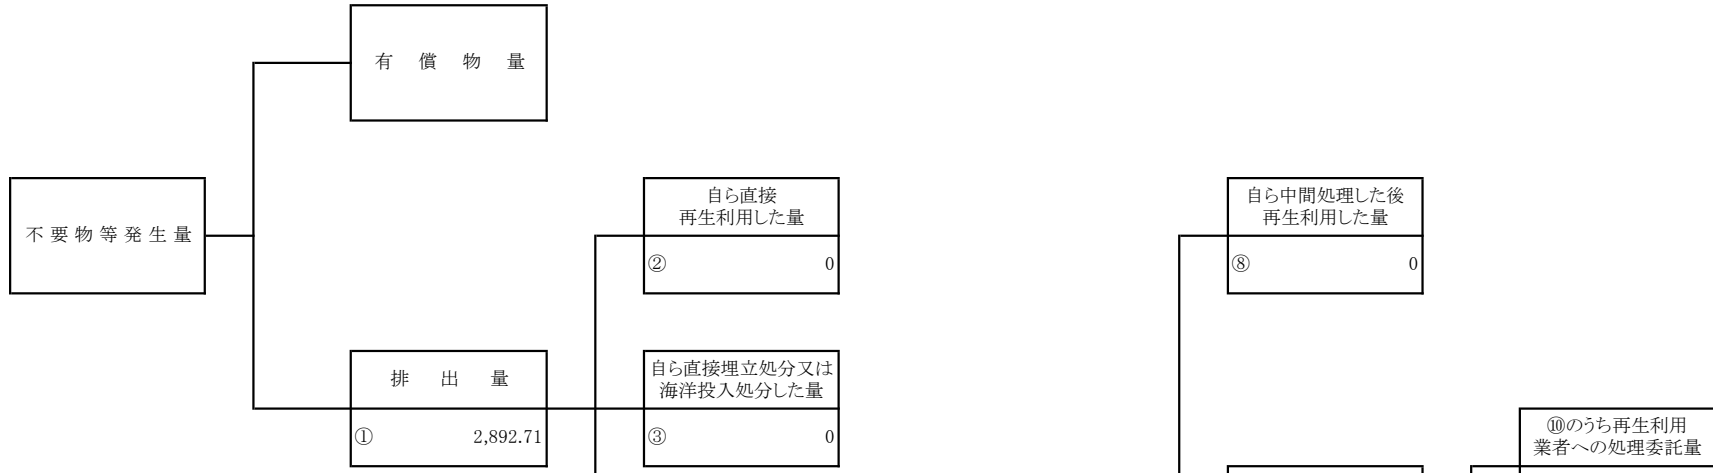 有償物量
不要物等発生量
自ら直接
再生利用した量
② 0
自ら中間処理した後
再生利用した量
⑧ 0
排出量
① 2,892.71
自ら直接埋立処分又は
海洋投入処分した量
③ 0
⑩のうち再生利用
業者への処理委託量